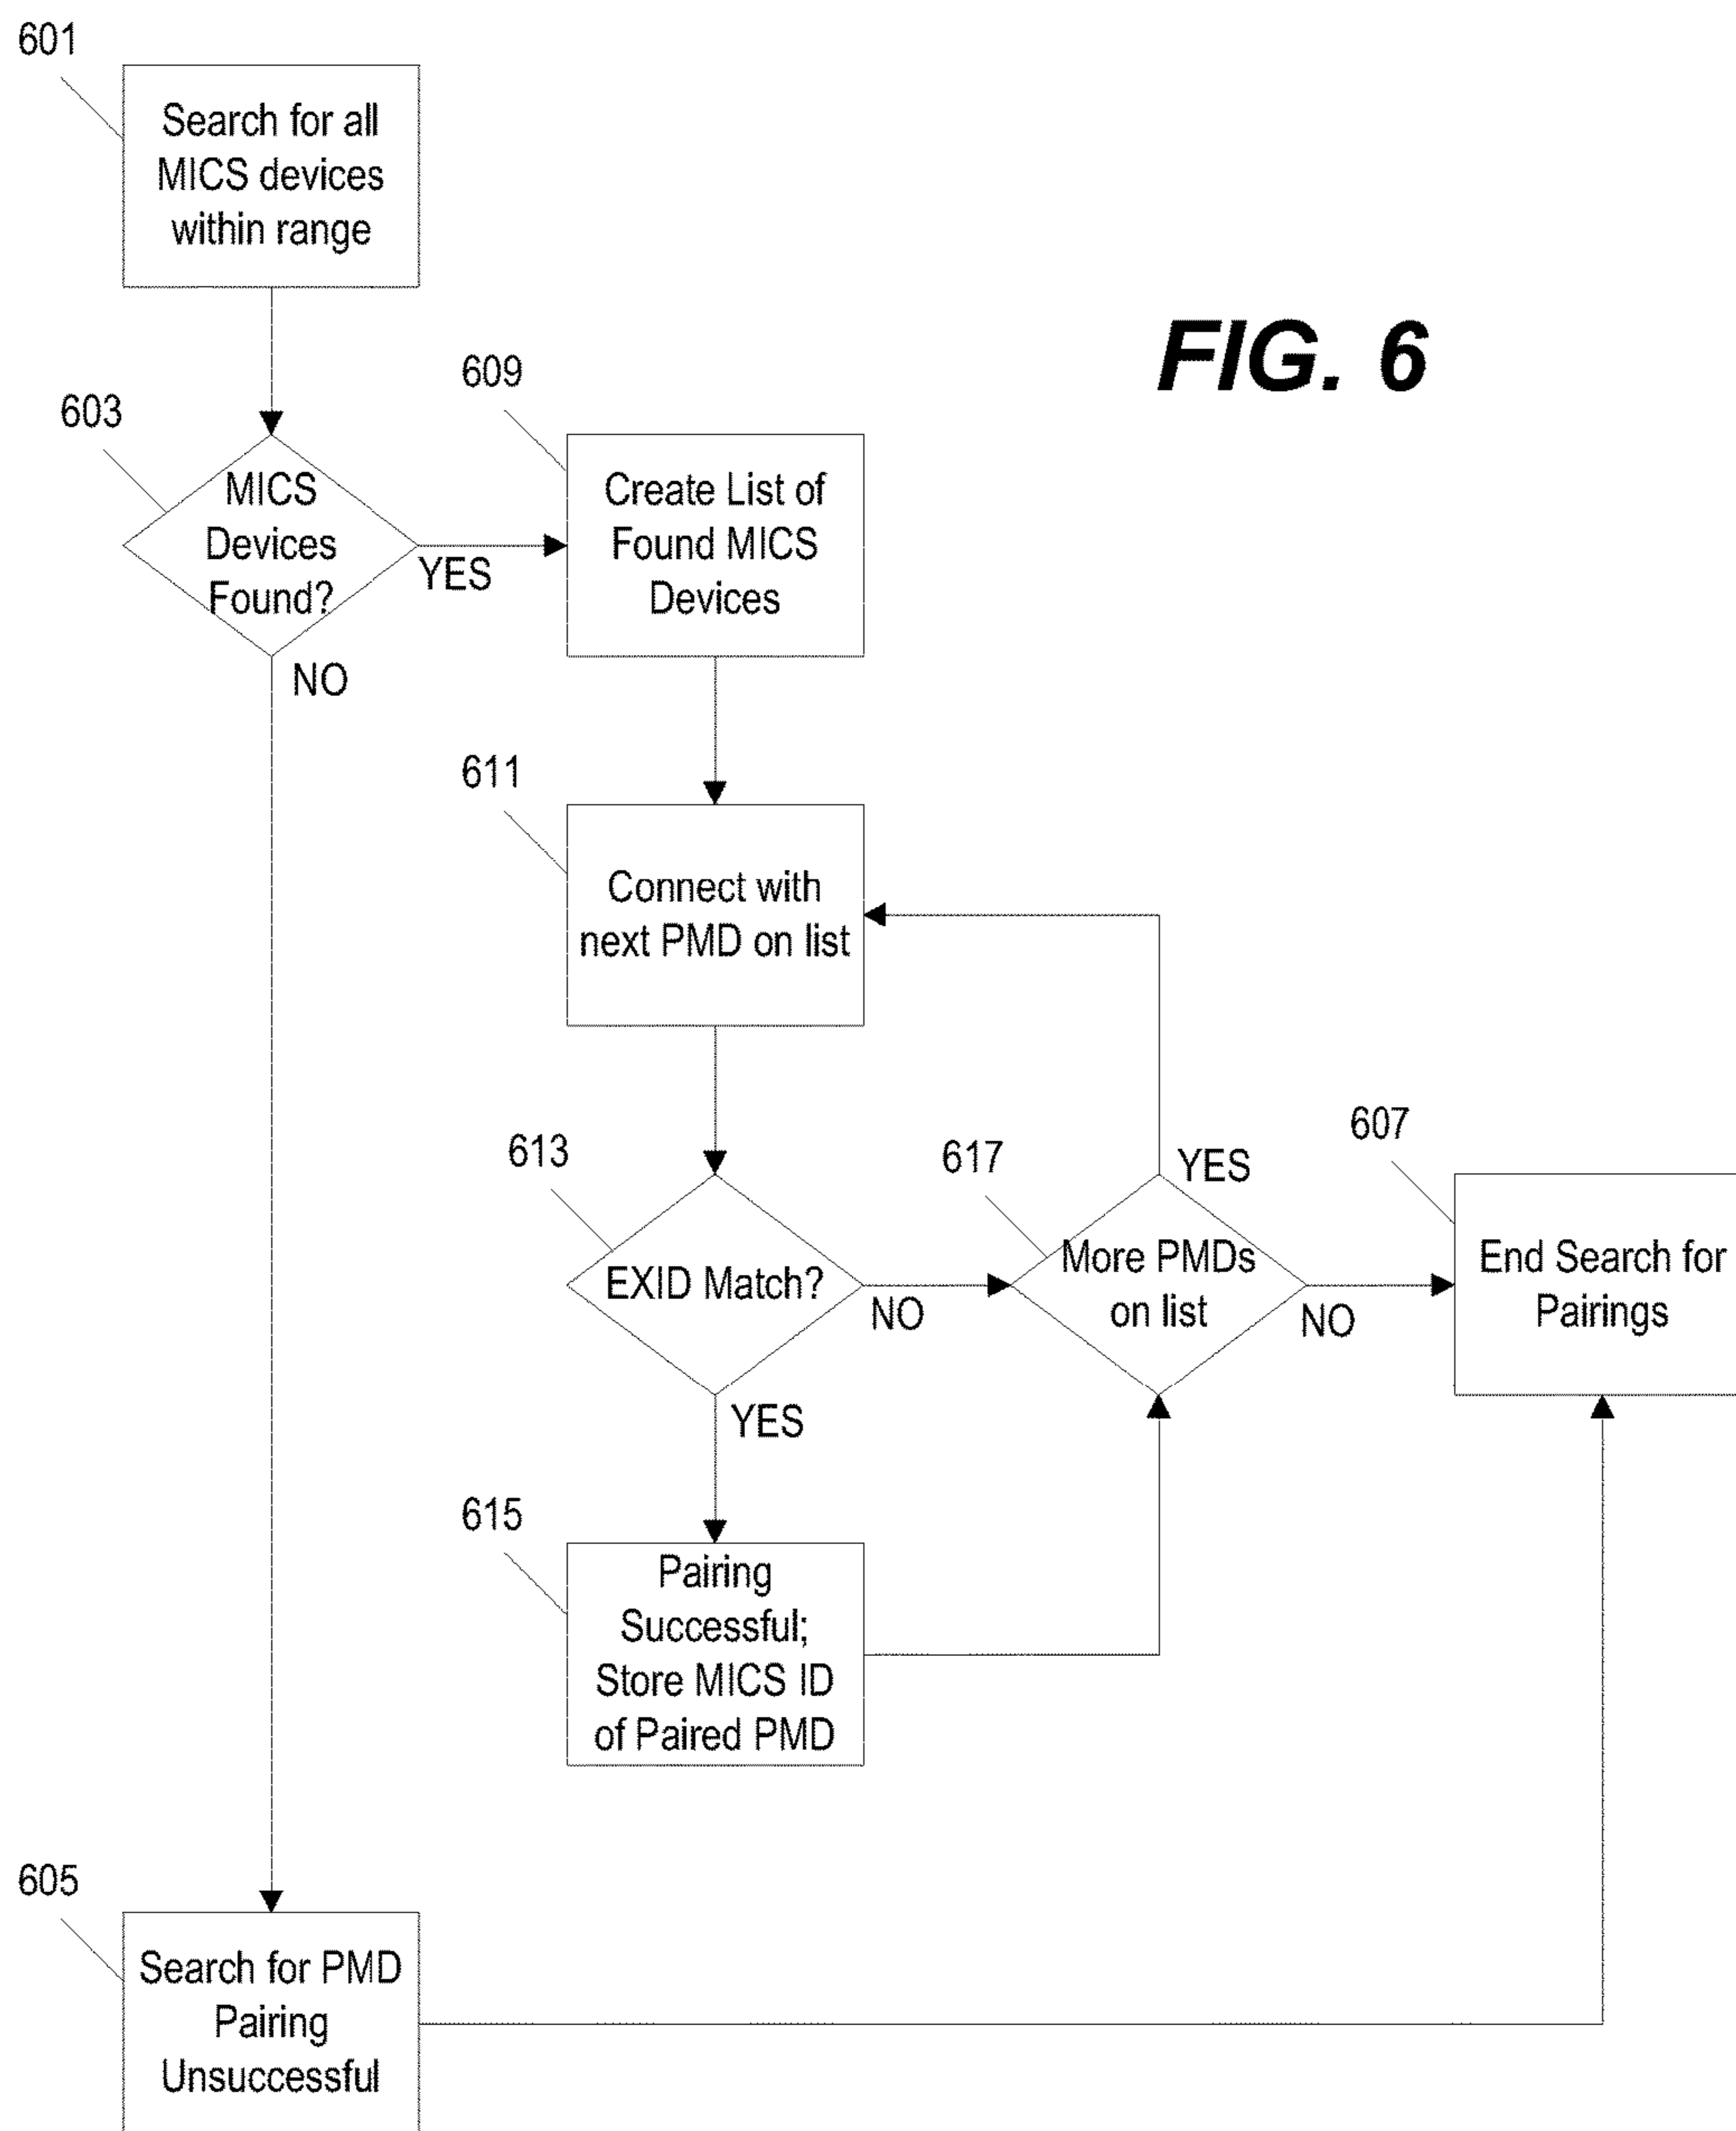 601
Search for all
MICS devices
within range
FIG. 6
603
MICS
Devices
Found?
YES
NO
609
Create List of
Found MICS
Devices
611
Connect with
next PMD on list
613
EXID Match?
NO
YES
617
More PMDs
on list
YES
NO
607
End Search for
Pairings
615
Pairing
Successful;
Store MICS ID
of Paired PMD
605
Search for PMD
Pairing
Unsuccessful